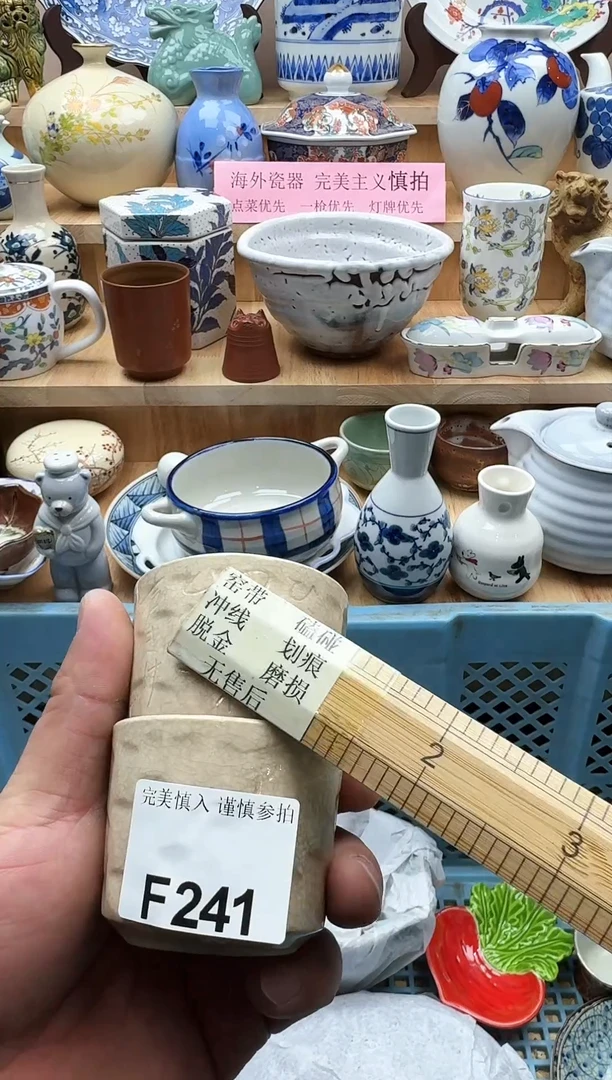 海外瓷器 完美主义慎拍
点菜优先 一枪优先 灯牌优先
窑带 磕碰
冲线 划痕
脱金 磨损
无售后
2
3
完美慎入 谨慎参拍
F241